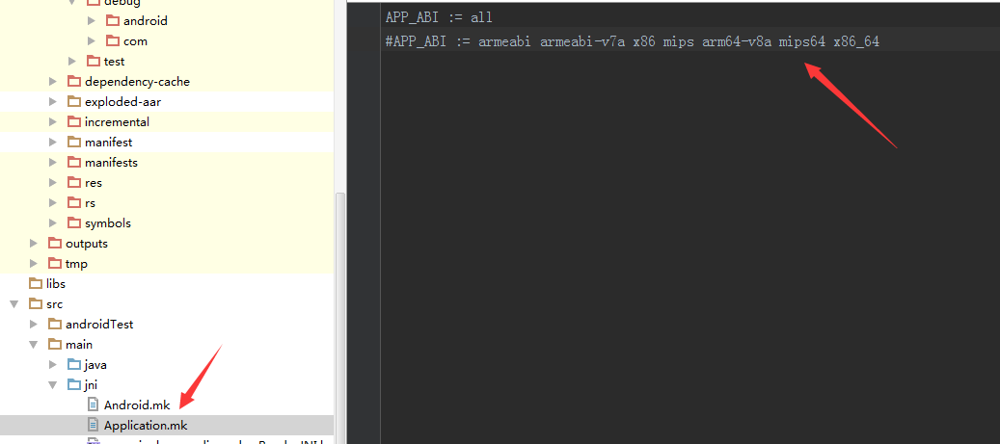 debug
android
com
test
dependency-cache
exploded-aar
incremental
manifest
manifests
res
rs
symbols
outputs
tmp
libs
src
androidTest
main
java
jni
Android.mk
Application.mk
APP_ABI := all
#APP_ABI := armeabi armeabi-v7a x86 mips arm64-v8a mips64 x86_64